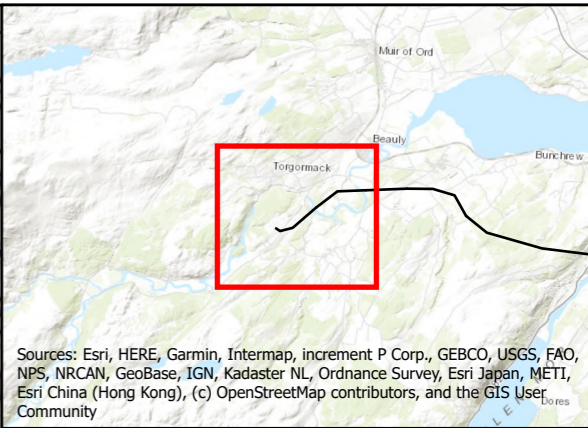 Muir of Ord
Beauly
Bunchrew
Torgormack
Sources: Esri, HERE, Garmin, Intermap, increment P Corp., GEBCO, USGS, FAO,
NPS, NRCAN, GeoBase, IGN, Kadaster NL, Ordnance Survey, Esri Japan, METI,
Esri China (Hong Kong), (c) OpenStreetMap contributors, and the GIS User
Community
Dores